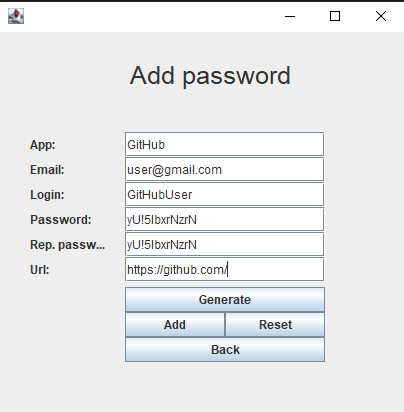 Add password
App: GitHub
Email: user@gmail.com
Login: GitHubUser
Password: yU!5IbxrNzrN
Rep. passw... yU!5IbxrNzrN
Url: https://github.com/
Generate
Add Reset
Back